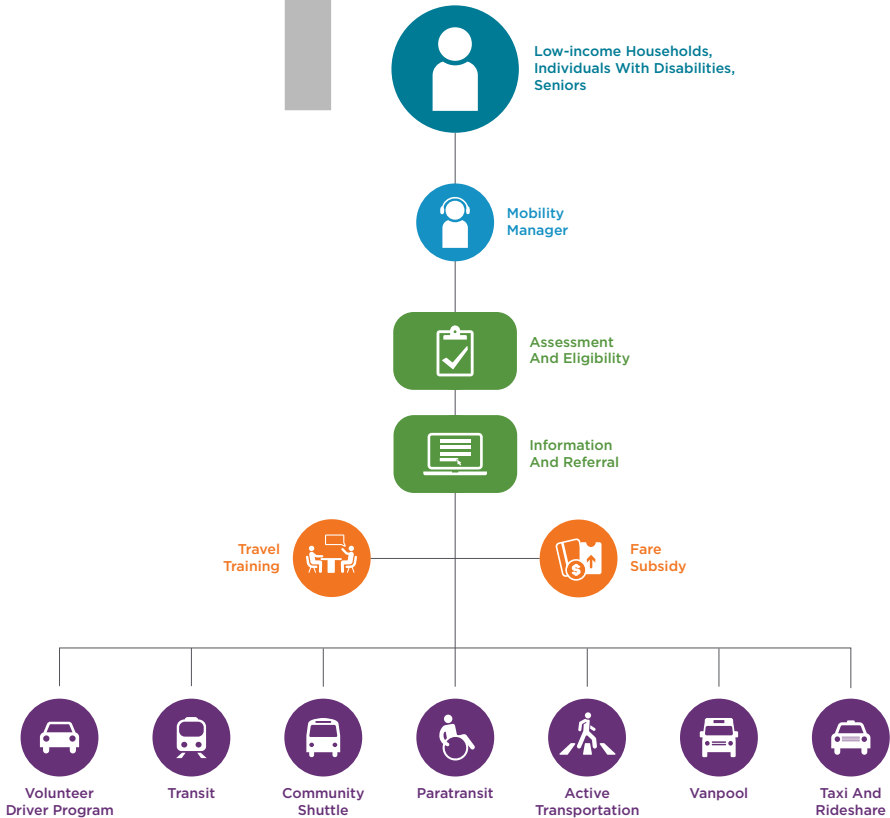 Low-income Households,
Individuals With Disabilities,
Seniors
Mobility
Manager
Assessment
And Eligibility
Information
And Referral
Travel
Training
Fare
Subsidy
$
Volunteer
Driver Program
Transit
Community
Shuttle
Paratransit
Active
Transportation
Vanpool
Taxi And
Rideshare